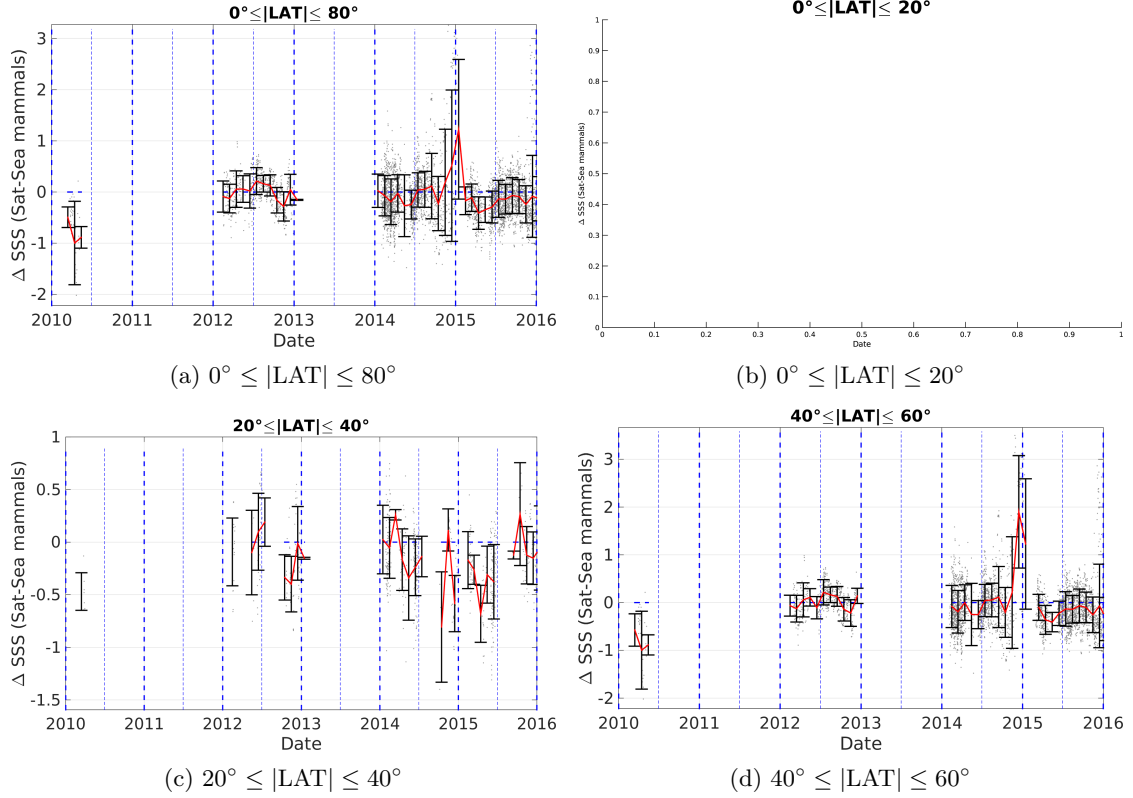 0°≤|LAT|≤ 80°
3
2
1
0
-1
-2
Δ SSS (Sat-Sea mammals)
2010 2011 2012 2013 2014 2015 2016
Date
(a) 0° ≤ |LAT| ≤ 80°
0°≤|LAT|≤ 20°
1
0.9
0.8
0.7
0.6
0.5
0.4
0.3
0.2
0.1
0
Δ SSS (Sat-Sea mammals)
0 0.1 0.2 0.3 0.4 0.5 0.6 0.7 0.8 0.9 1
Date
(b) 0° ≤ |LAT| ≤ 20°
20°≤|LAT|≤ 40°
1
0.5
0
-0.5
-1
-1.5
Δ SSS (Sat-Sea mammals)
2010 2011 2012 2013 2014 2015 2016
Date
(c) 20° ≤ |LAT| ≤ 40°
40°≤|LAT|≤ 60°
3
2
1
0
-1
-2
Δ SSS (Sat-Sea mammals)
2010 2011 2012 2013 2014 2015 2016
Date
(d) 40° ≤ |LAT| ≤ 60°